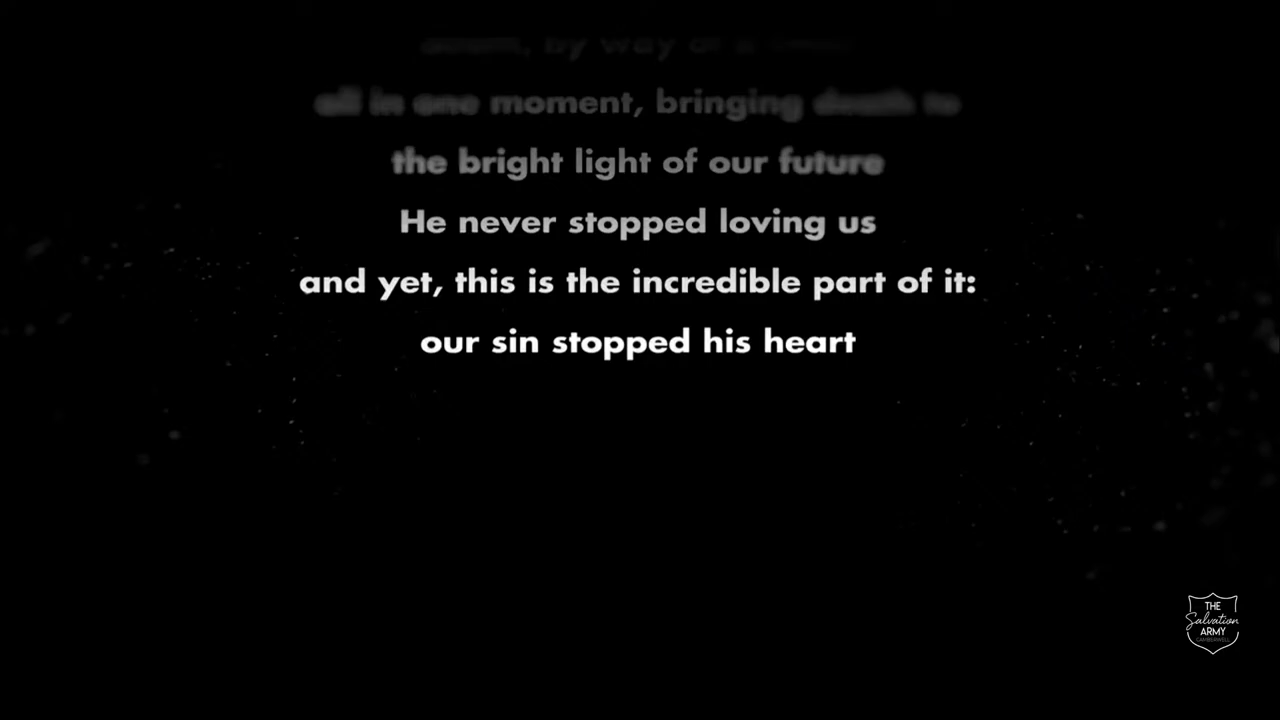 by way of a
all in one moment, bringing death to
the bright light of our future
He never stopped loving us
and yet, this is the incredible part of it:
our sin stopped his heart
THE
Salvation
ARMY
CAMBERWELL